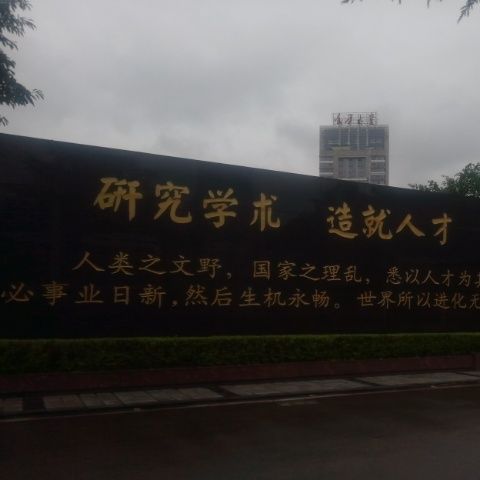 研究学术 造就人才
人类之文野，国家之理乱，悉以人才为其
必事业日新，然后生机永畅。世界所以进化无